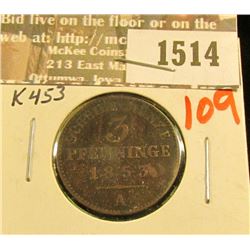 Bid live on the floor or on the
web at: http://mc
McKee Coins
213 East Ma
Ottumwa, Iowa
1514
K453
109
3
PFENNINGE
1853
A